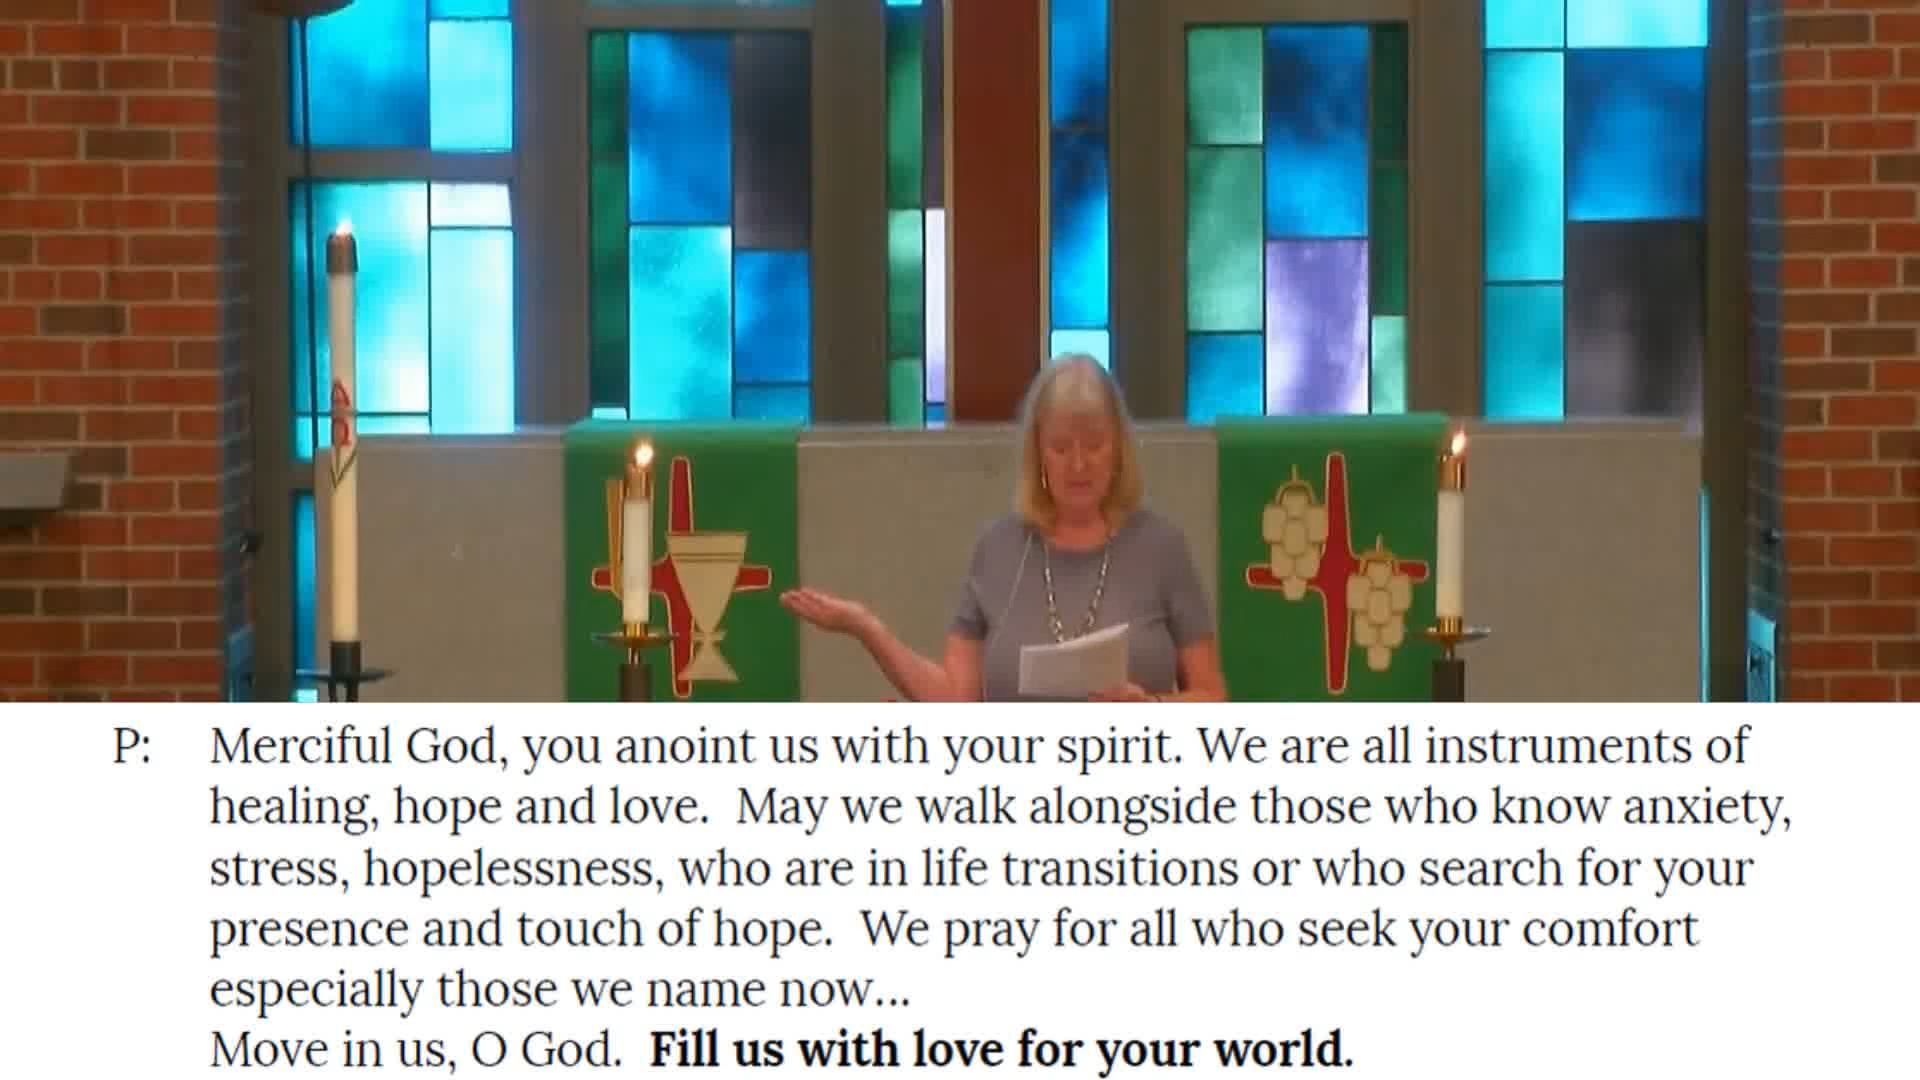 P: Merciful God, you anoint us with your spirit. We are all instruments of
healing, hope and love.  May we walk alongside those who know anxiety,
stress, hopelessness, who are in life transitions or who search for your
presence and touch of hope.  We pray for all who seek your comfort
especially those we name now...
Move in us, O God.  Fill us with love for your world.